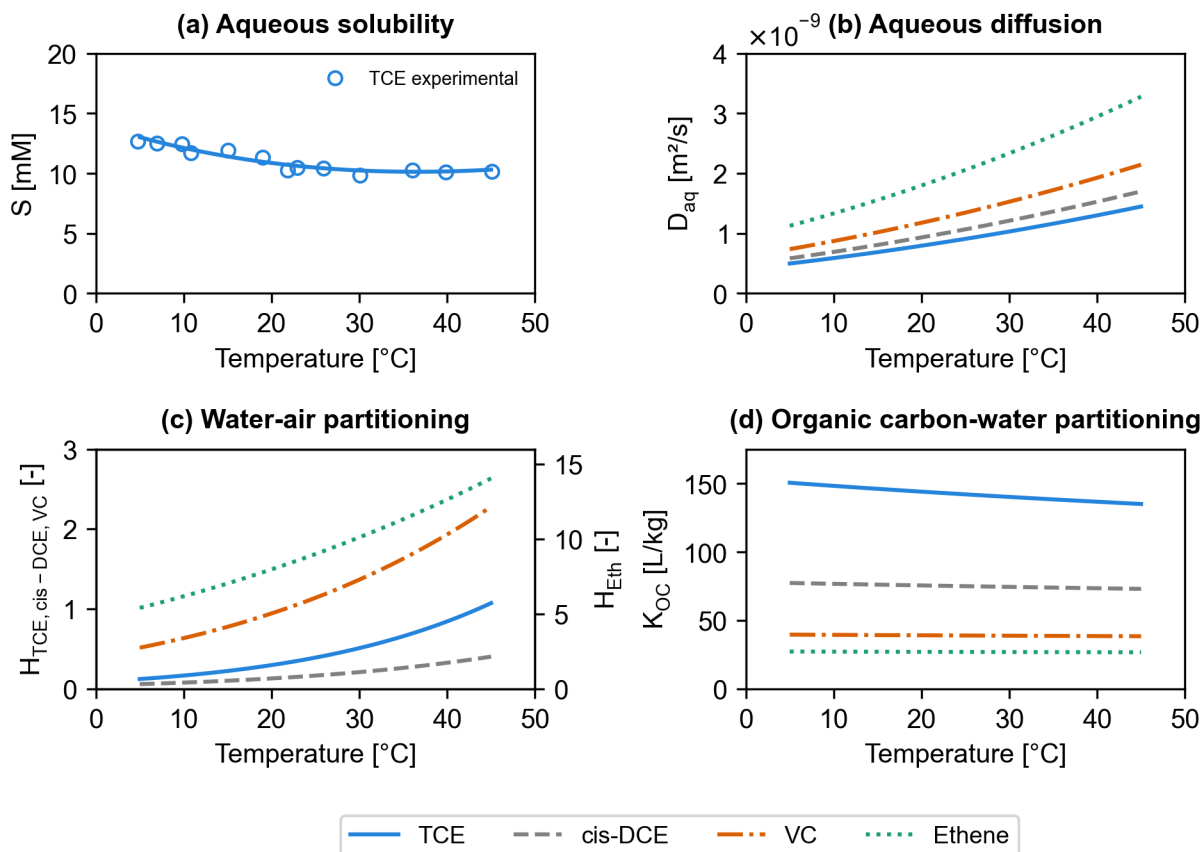 (a) Aqueous solubility
20
15
10
5
0
S [mM]
TCE experimental
0 10 20 30 40 50
Temperature [°C]
×10⁻⁹ (b) Aqueous diffusion
4
3
2
1
0
D_aq [m²/s]
0 10 20 30 40 50
Temperature [°C]
(c) Water-air partitioning
3
2
1
0
H_TCE, cis − DCE, VC [-]
15
10
5
0
H_Eth [-]
0 10 20 30 40 50
Temperature [°C]
(d) Organic carbon-water partitioning
150
100
50
0
K_OC [L/kg]
0 10 20 30 40 50
Temperature [°C]
TCE cis-DCE VC Ethene